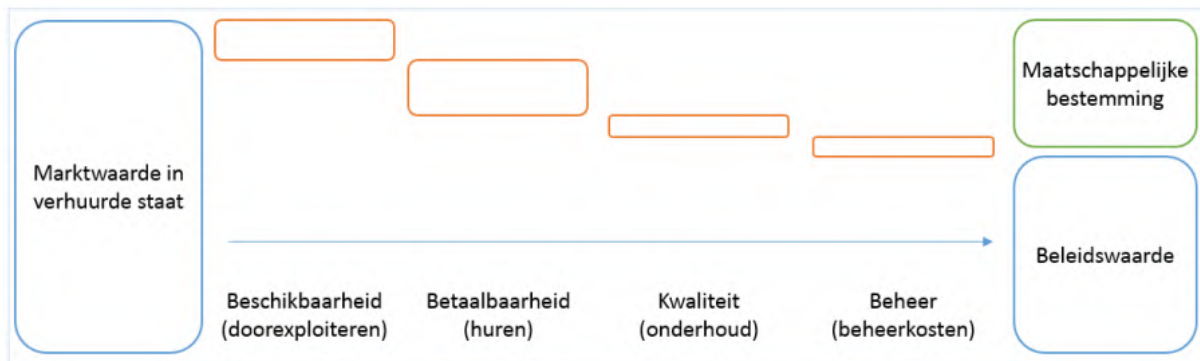 Marktwaarde in
verhuurde staat
Beschikbaarheid
(doorexploiteren)
Betaalbaarheid
(huren)
Kwaliteit
(onderhoud)
Beheer
(beheerkosten)
Maatschappelijke
bestemming
Beleidswaarde